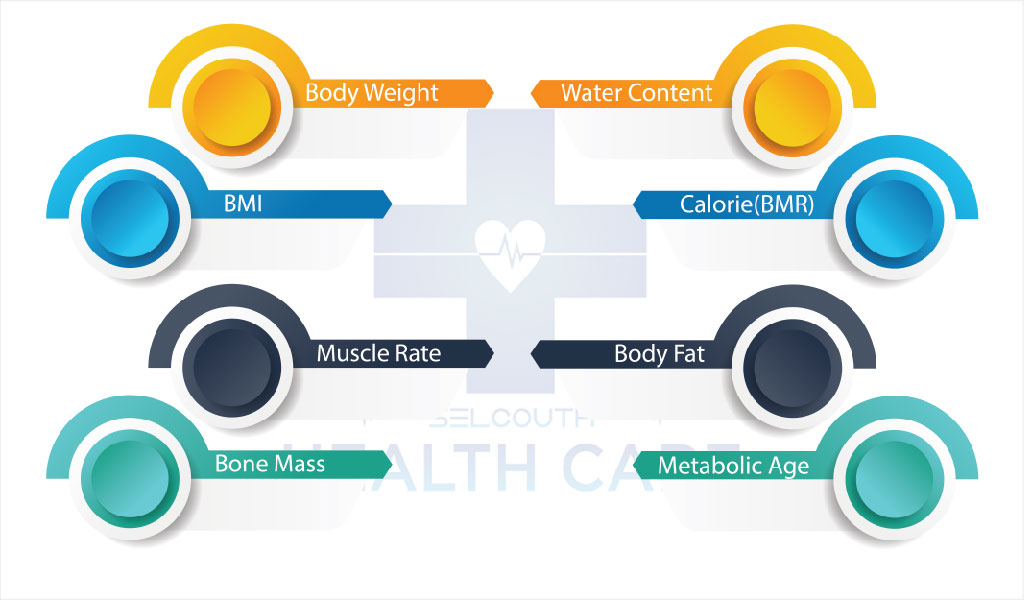 Body Weight
Water Content
BMI
Calorie(BMR)
Muscle Rate
Body Fat
SELCOUTH
HEALTH CARE
Bone Mass
Metabolic Age